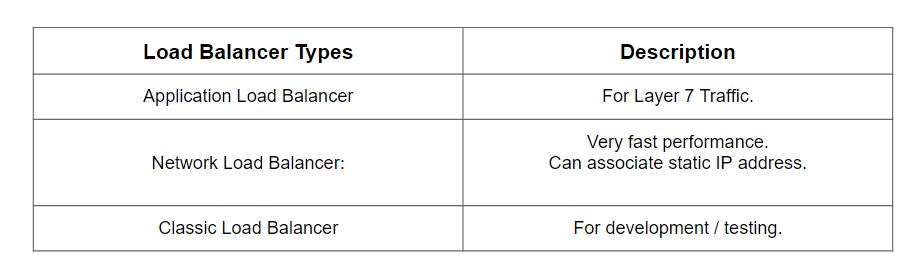 Load Balancer Types
Description
Application Load Balancer
For Layer 7 Traffic.
Network Load Balancer:
Very fast performance.
Can associate static IP address.
Classic Load Balancer
For development / testing.